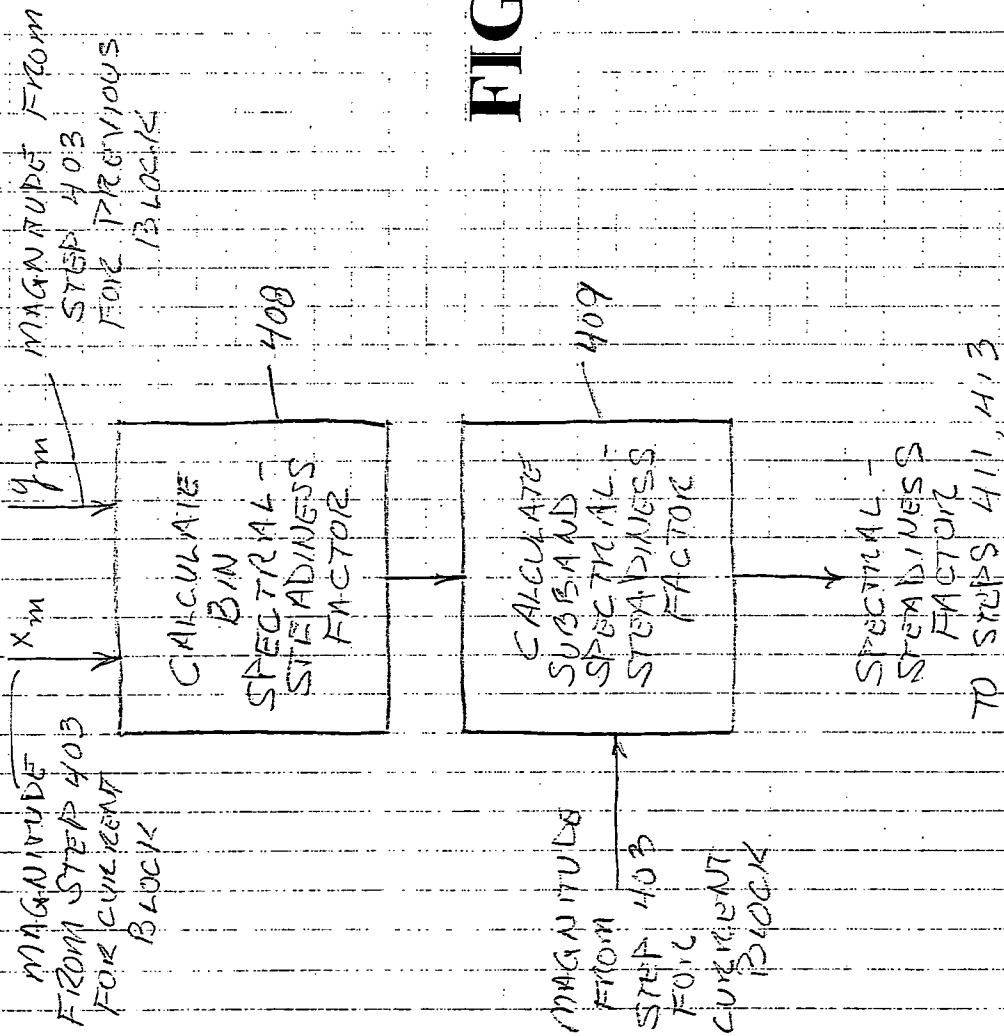 MAGNITUDE
FROM STEP 403
FOR CURRENT
BLOCK
xm
ym
MAGNITUDE FROM
STEP 403
FOR PREVIOUS
BLOCK
CALCULATE
BIN
SPECTRAL-
STEADINESS
FACTOR
408
MAGNITUDE
FROM
STEP 403
FOR
CURRENT
BLOCK
CALCULATE
SUBBAND
SPECTRAL-
STEADINESS
FACTOR
409
SPECTRAL-
STEADINESS
FACTOR
TO STEPS 411, 413
FIG